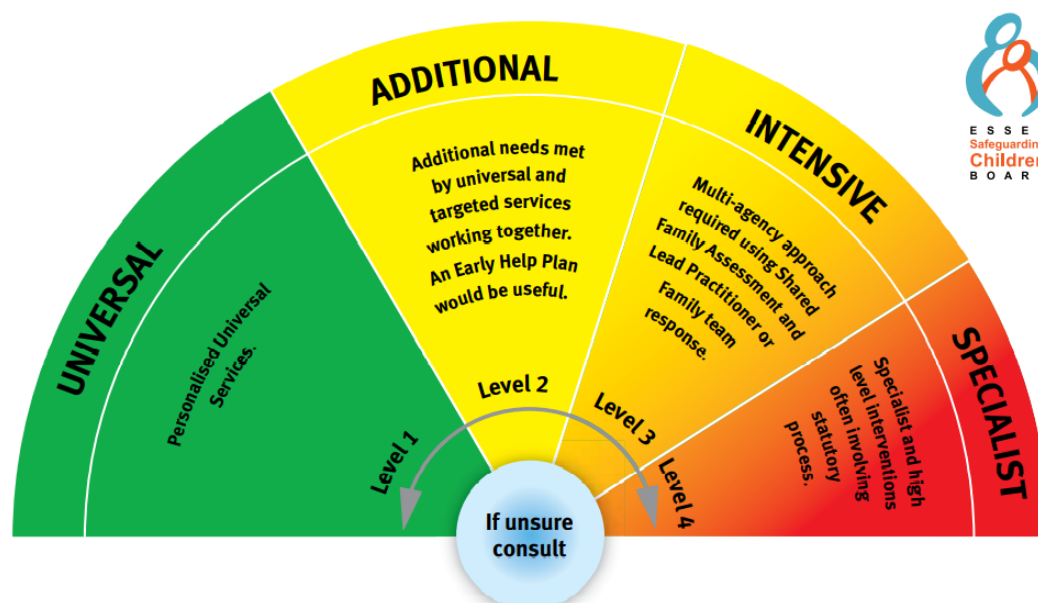 UNIVERSAL
Personalised Universal
Services.
Level 1
ADDITIONAL
Additional needs met
by universal and
targeted services
working together.
An Early Help Plan
would be useful.
Level 2
INTENSIVE
Multi-agency approach
required using Shared
Family Assessment and
Lead Practitioner or
Family team
response.
Level 3
SPECIALIST
Specialist and high
level interventions
often involving
statutory
process.
Level 4
If unsure
consult
E S S E
Safeguardin
Children
B O A R